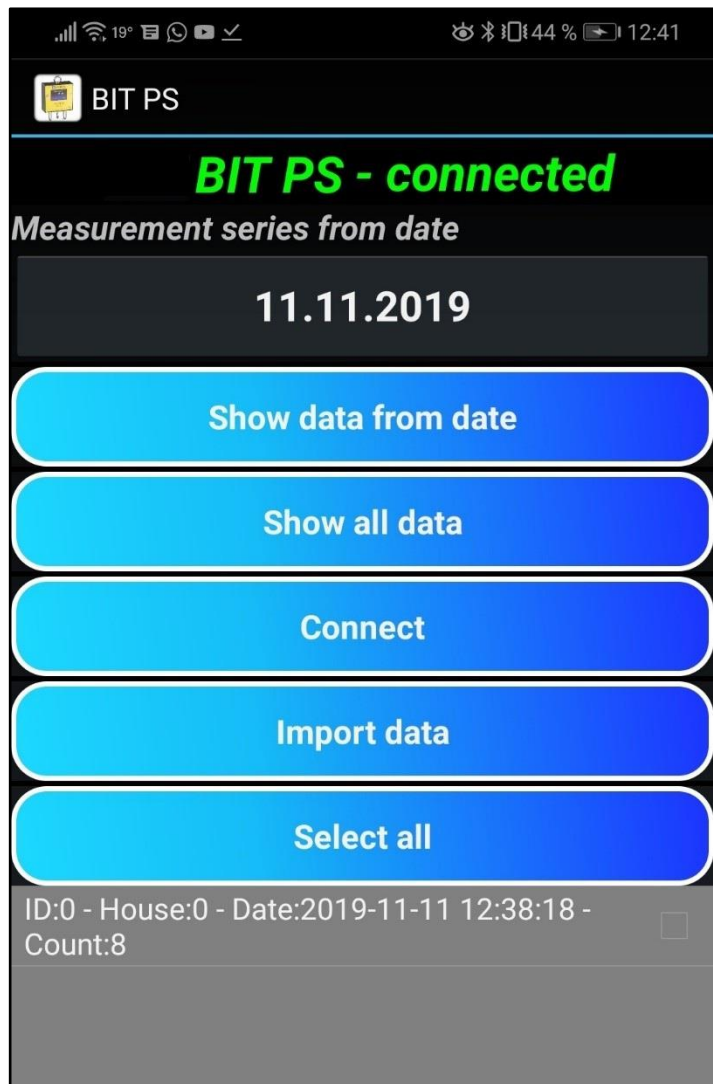 19° 44 % 12:41
BIT PS
BIT PS - connected
Measurement series from date
11.11.2019
Show data from date
Show all data
Connect
Import data
Select all
ID:0 - House:0 - Date:2019-11-11 12:38:18 -
Count:8